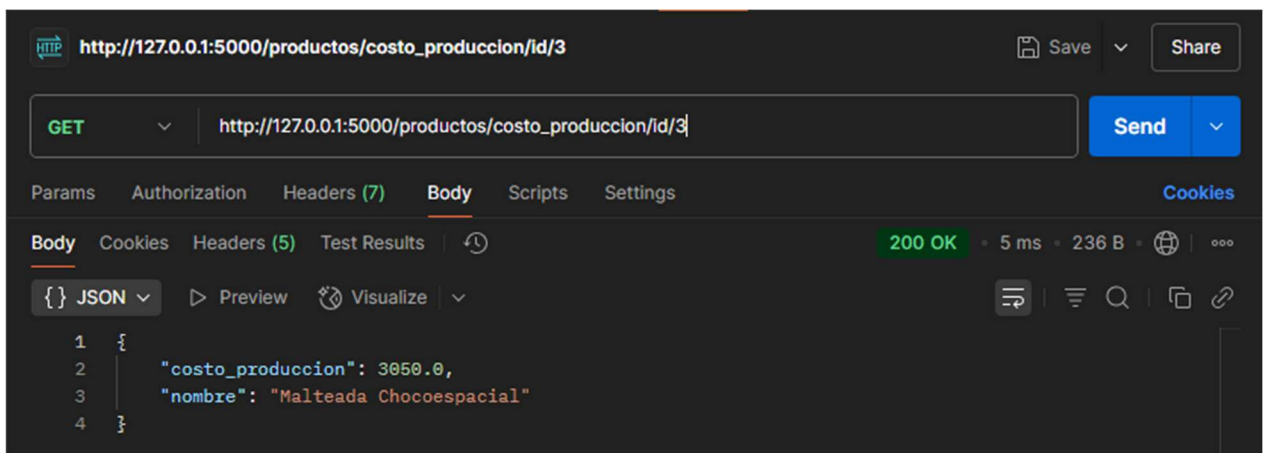 HTTP http://127.0.0.1:5000/productos/costo_produccion/id/3 Save Share
GET http://127.0.0.1:5000/productos/costo_produccion/id/3 Send
Params Authorization Headers (7) Body Scripts Settings Cookies
Body Cookies Headers (5) Test Results 200 OK • 5 ms • 236 B •
{} JSON Preview Visualize
1 {
2 "costo_produccion": 3050.0,
3 "nombre": "Malteada Chocoespacial"
4 }